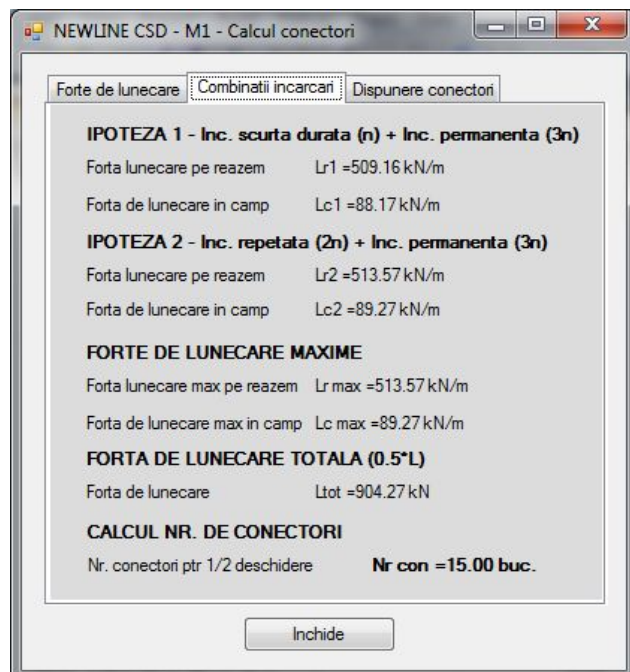 NEWLINE CSD - M1 - Calcul conectori
Forte de lunecare Combinatii incarcari Dispunere conectori
IPOTEZA 1 - Inc. scurta durata (n) + Inc. permanenta (3n)
Forta lunecare pe reazem Lr1 =509.16 kN/m
Forta de lunecare in camp Lc1 =88.17 kN/m
IPOTEZA 2 - Inc. repetata (2n) + Inc. permanenta (3n)
Forta lunecare pe reazem Lr2 =513.57 kN/m
Forta de lunecare in camp Lc2 =89.27 kN/m
FORTE DE LUNECARE MAXIME
Forta lunecare max pe reazem Lr max =513.57 kN/m
Forta de lunecare max in camp Lc max =89.27 kN/m
FORTA DE LUNECARE TOTALA (0.5*L)
Forta de lunecare Ltot =904.27 kN
CALCUL NR. DE CONECTORI
Nr. conectori ptr 1/2 deschidere Nr con =15.00 buc.
Inchide